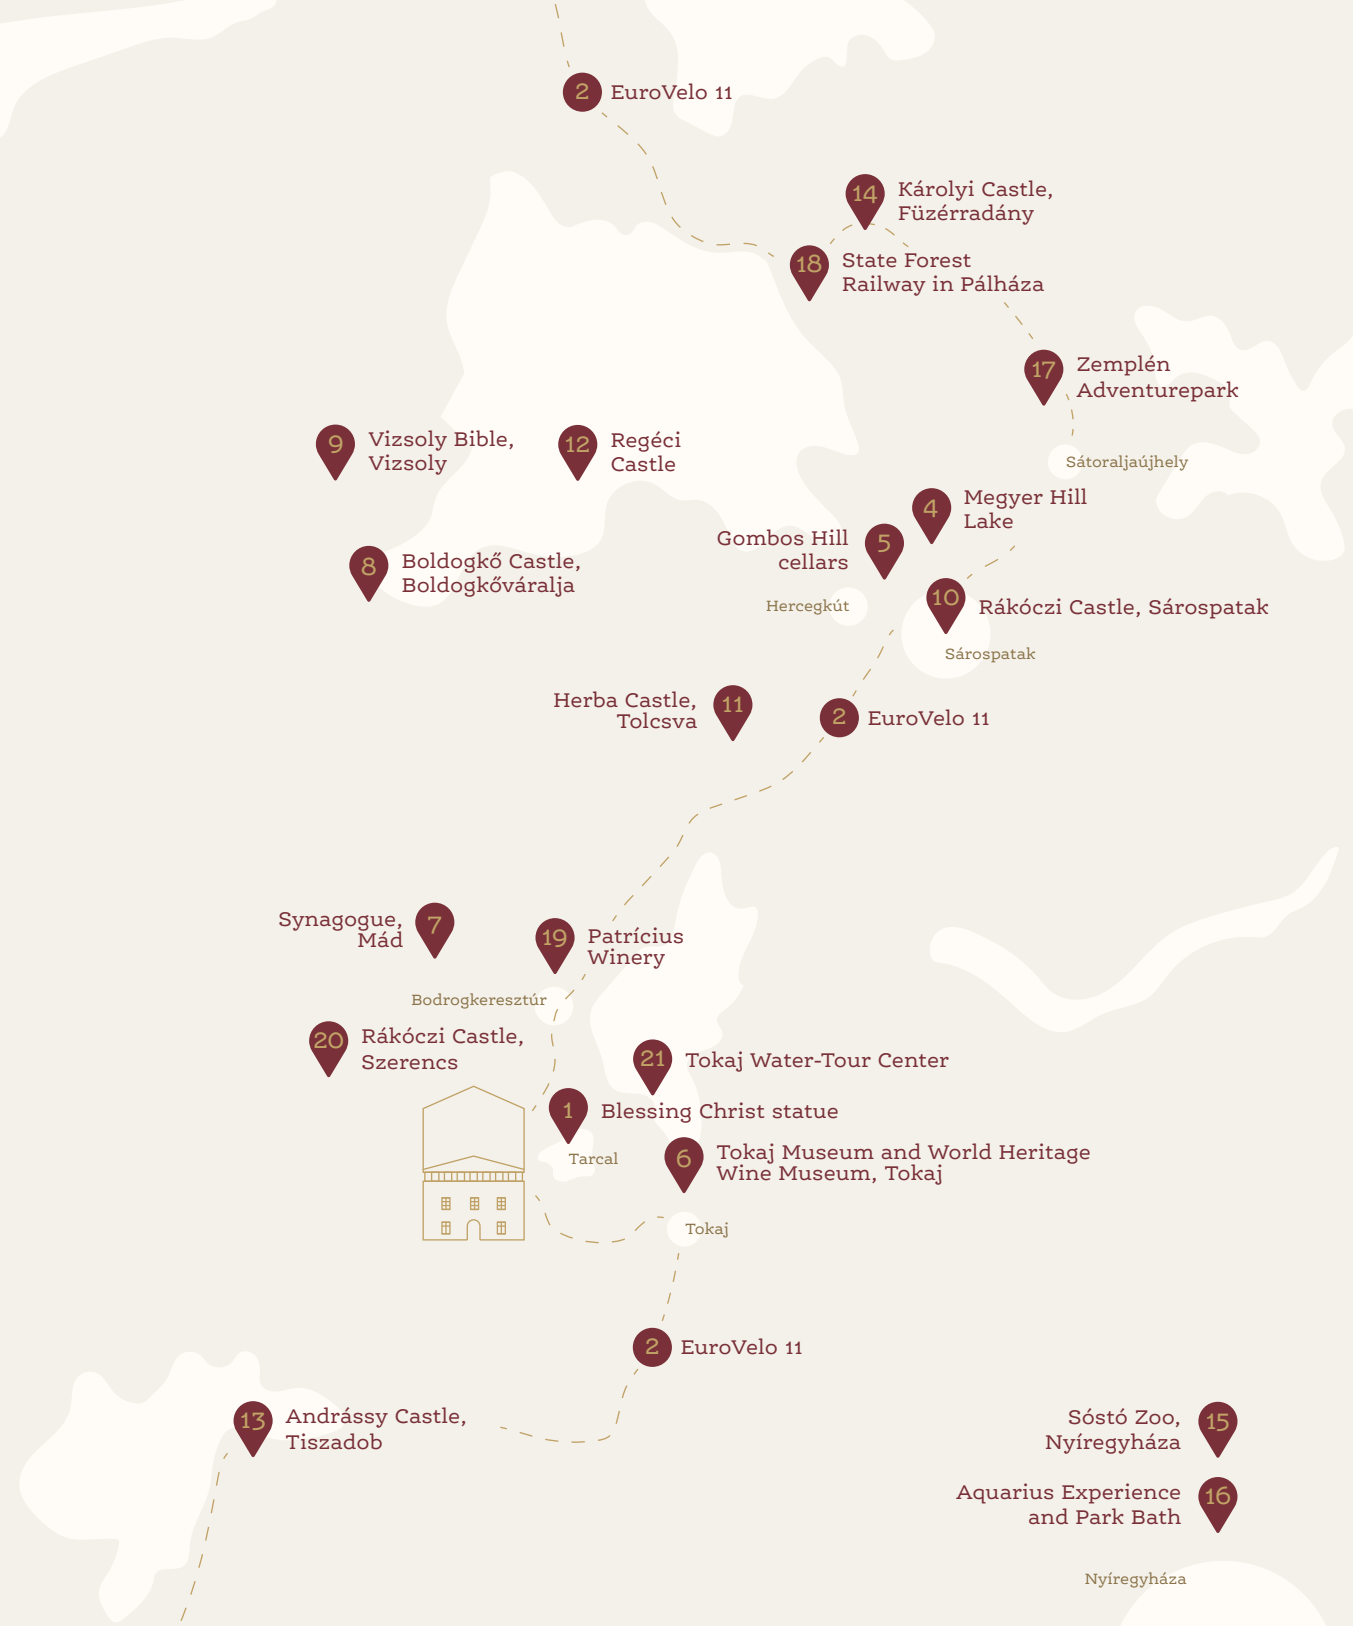 2 EuroVelo 11
14 Károlyi Castle,
Füzérradány
18 State Forest
Railway in Pálháza
17 Zemplén
Adventurepark
9 Vizsoly Bible,
Vizsoly
12 Regéci
Castle
Sátoraljaújhely
4 Megyer Hill
Lake
Gombos Hill 5
cellars
8 Boldogkő Castle,
Boldogkőváralja
Hercegkút
10 Rákóczi Castle, Sárospatak
Sárospatak
Herba Castle, 11
Tolcsva
2 EuroVelo 11
Synagogue, 7
Mád
19 Patrícius
Winery
Bodrogkeresztúr
20 Rákóczi Castle,
Szerencs
21 Tokaj Water-Tour Center
1 Blessing Christ statue
Tarcal
6 Tokaj Museum and World Heritage
Wine Museum, Tokaj
Tokaj
2 EuroVelo 11
13 Andrássy Castle,
Tiszadob
Sóstó Zoo, 15
Nyíregyháza
Aquarius Experience 16
and Park Bath
Nyíregyháza